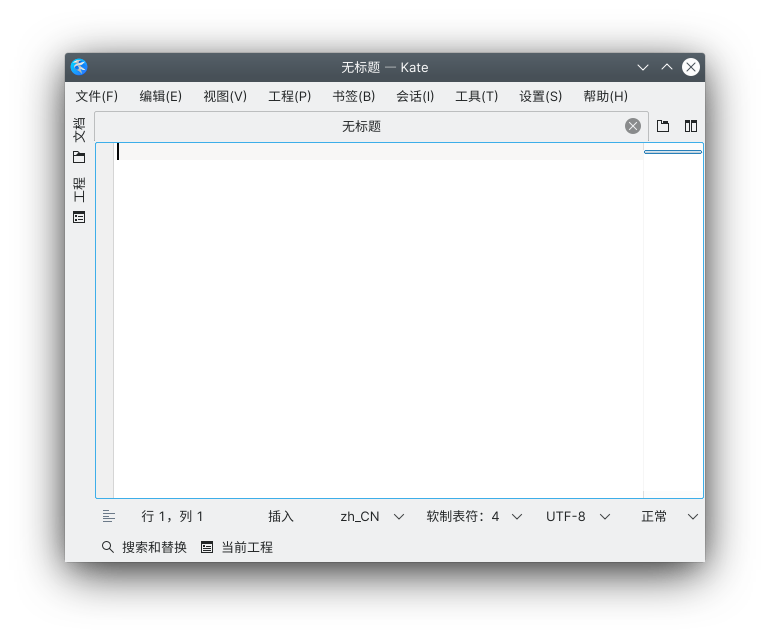 无标题 — Kate
文件(F) 编辑(E) 视图(V) 工程(P) 书签(B) 会话(I) 工具(T) 设置(S) 帮助(H)
文档
无标题
工程
行 1，列 1 插入 zh_CN 软制表符：4 UTF-8 正常
搜索和替换 当前工程